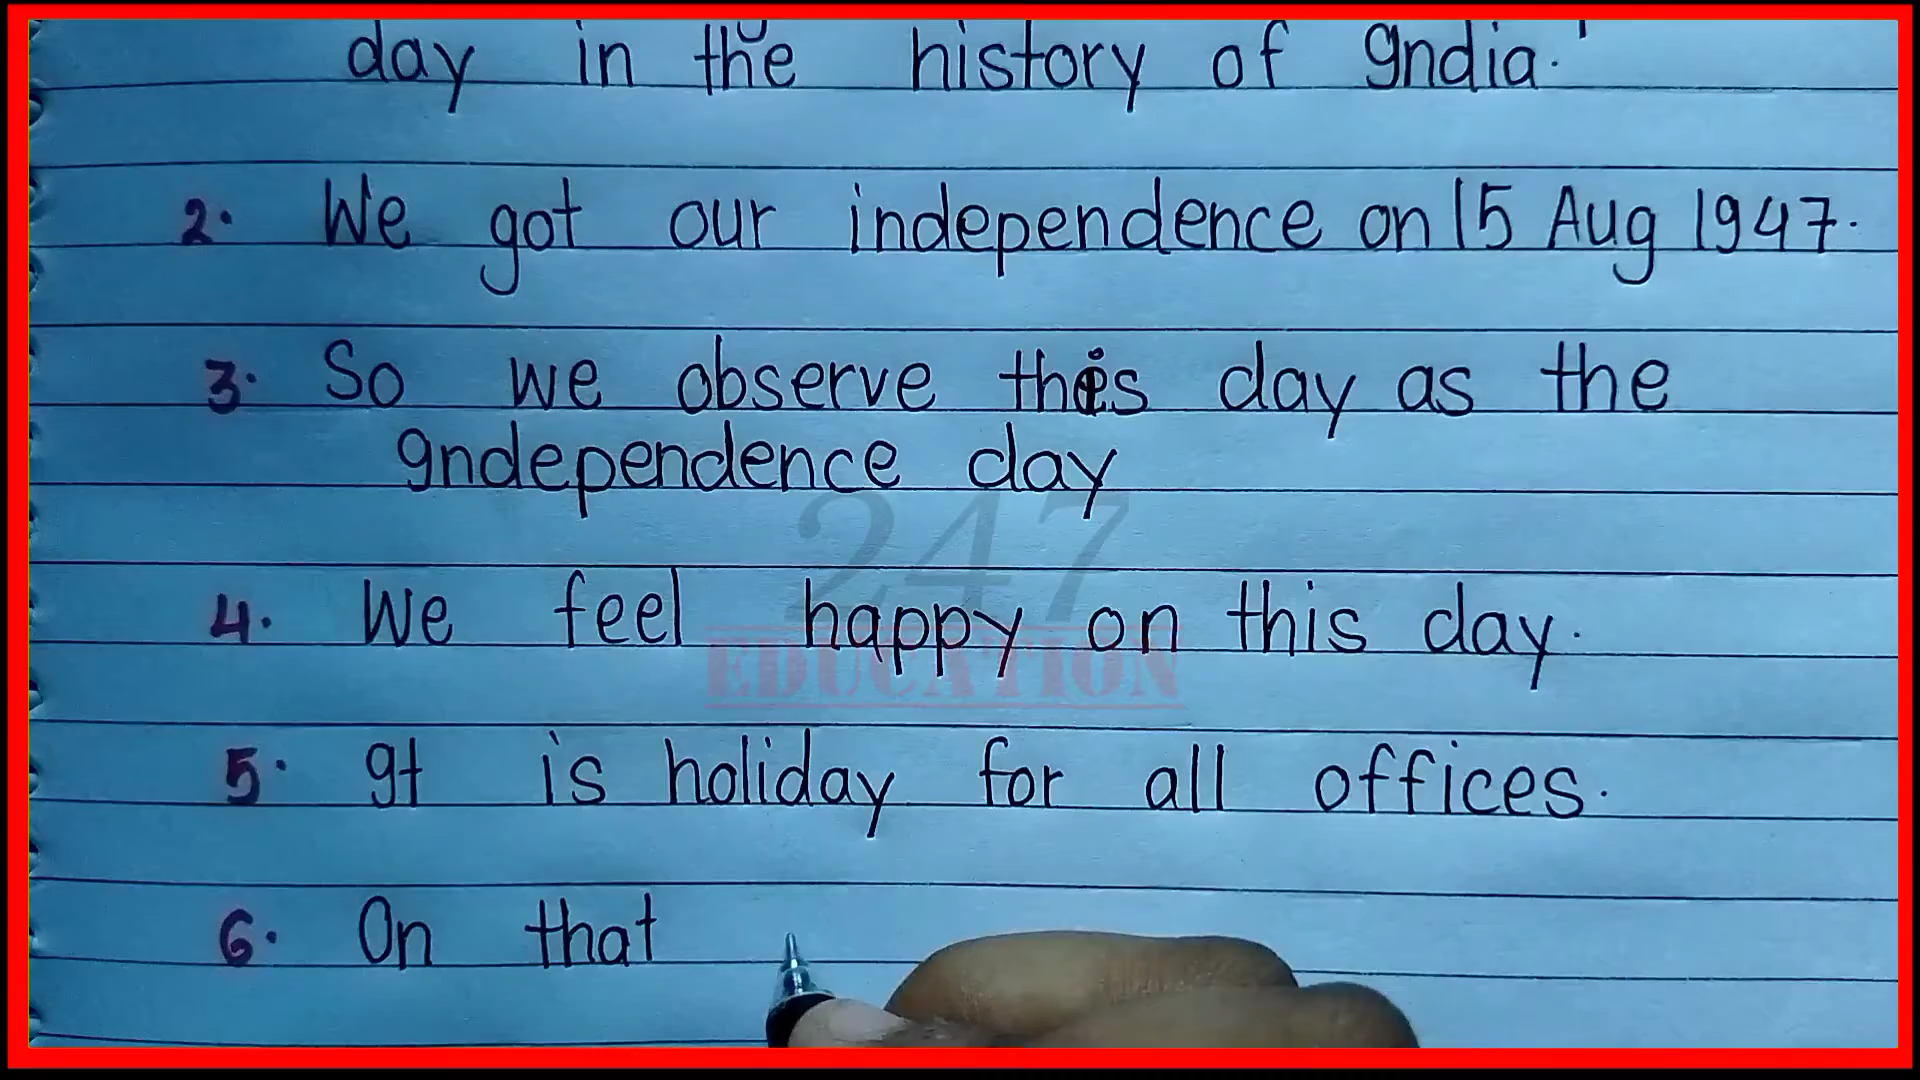 day in the history of India.
2. We got our independence on 15 Aug 1947.
3. So we observe this day as the
Independence day
247
EDUCATION
4. We feel happy on this day.
5. It is holiday for all offices.
6. On that